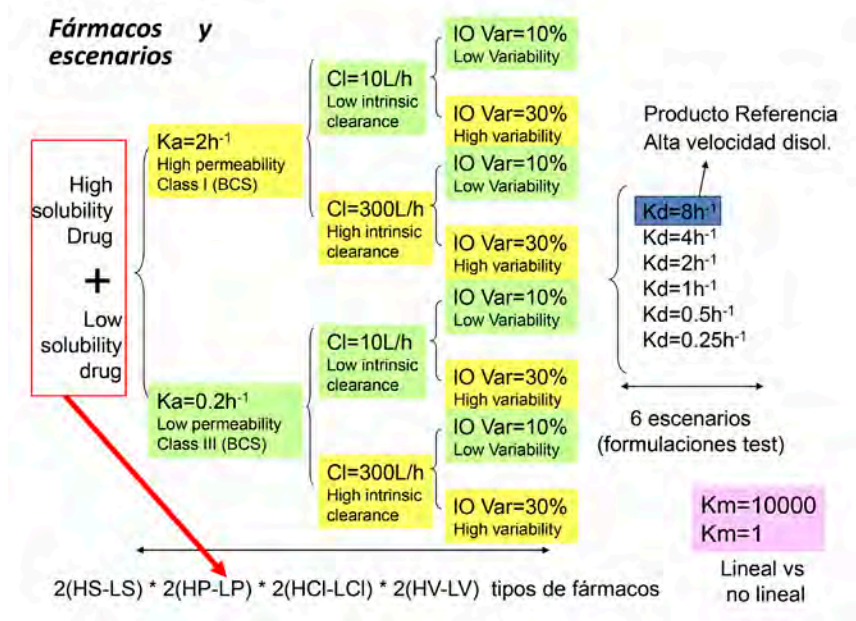 Fármacos y
escenarios
High
solubility
Drug
+
Low
solubility
drug
Ka=2h-1
High permeability
Class I (BCS)
Ka=0.2h-1
Low permeability
Class III (BCS)
Cl=10L/h
Low intrinsic
clearance
Cl=300L/h
High intrinsic
clearance
Cl=10L/h
Low intrinsic
clearance
Cl=300L/h
High intrinsic
clearance
IO Var=10%
Low Variability
IO Var=30%
High variability
IO Var=10%
Low Variability
IO Var=30%
High variability
IO Var=10%
Low Variability
IO Var=30%
High variability
IO Var=10%
Low Variability
IO Var=30%
High variability
Producto Referencia
Alta velocidad disol.
Kd=8h-1
Kd=4h-1
Kd=2h-1
Kd=1h-1
Kd=0.5h-1
Kd=0.25h-1
6 escenarios
(formulaciones test)
Km=10000
Km=1
Lineal vs
no lineal
2(HS-LS) * 2(HP-LP) * 2(HCl-LCl) * 2(HV-LV) tipos de fármacos